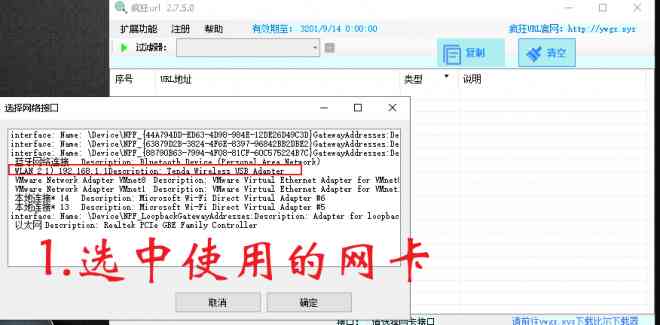 疯狂url 2.7.5.0
扩展功能 注册 帮助 有效期至: 3201/9/14 0:00:00 疯狂URL官网: http://ywgz.xyz
过滤器: 复制 清空
序号 URL地址 类型 说明
选择网络接口
interface: Name: \Device\NPF_{44A794DD-ED63-4D98-984E-12DE26D49C3D}GatewayAddresses:De
interface: Name: \Device\NPF_{63879D2B-3824-4F6E-8397-96842BE2DBE2}GatewayAddresses:De
interface: Name: \Device\NPF_{88790B63-7994-4F08-81CF-60C575224B7C}GatewayAddresses:De
蓝牙网络连接 Description: Bluetooth Device (Personal Area Network)
WLAN 2:1) 192.168.1.1Description: Tenda Wireless USB Adapter
VMware Network Adapter VMnet8 Description: VMware Virtual Ethernet Adapter for VMnet8
VMware Network Adapter VMnet1 Description: VMware Virtual Ethernet Adapter for VMnet1
本地连接* 14 Description: Microsoft Wi-Fi Direct Virtual Adapter #6
本地连接* 13 Description: Microsoft Wi-Fi Direct Virtual Adapter #5
interface: Name: \Device\NPF_LoopbackGatewayAddresses:Description: Adapter for loopback
以太网 Description: Realtek PCIe GBE Family Controller
1.选中使用的网卡
取消 确定
接口: 请选择网卡接口 请前往ywgz.xyz下载比尔下载器